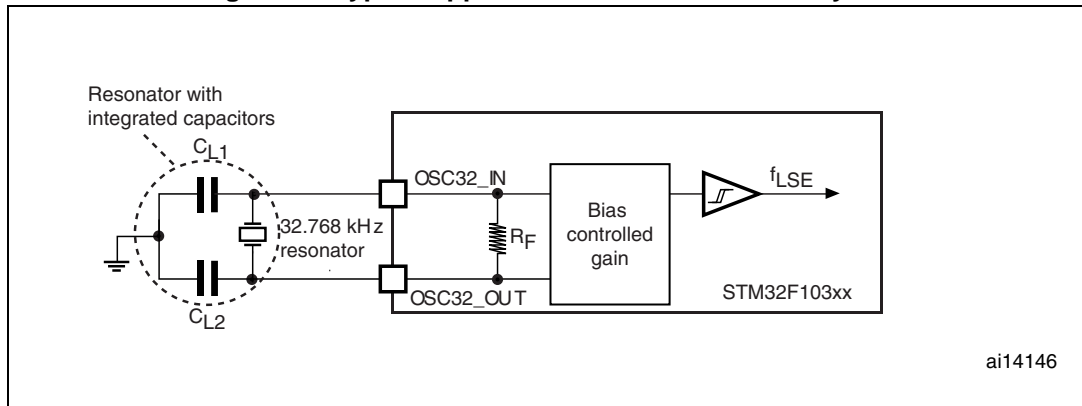 Resonator with
integrated capacitors
CL1
OSC32_IN
fLSE
32.768 kHz
resonator
RF
Bias
controlled
gain
STM32F103xx
OSC32_OUT
CL2
ai14146